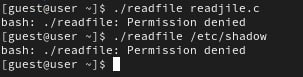 [guest@user ~]$ ./readfile readjile.c
bash: ./readfile: Permission denied
[guest@user ~]$ ./readfile /etc/shadow
bash: ./readfile: Permission denied
[guest@user ~]$